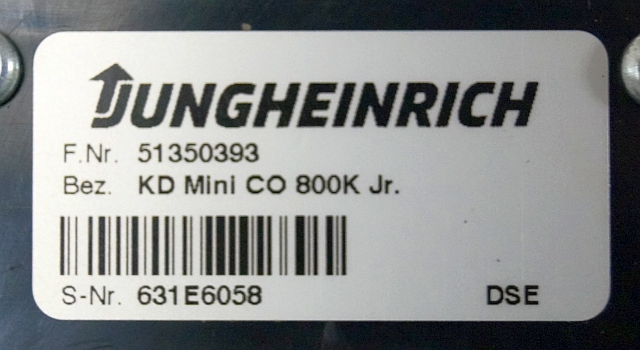 JUNGHEINRICH
F.Nr. 51350393
Bez. KD Mini CO 800K Jr.
S-Nr. 631E6058 DSE